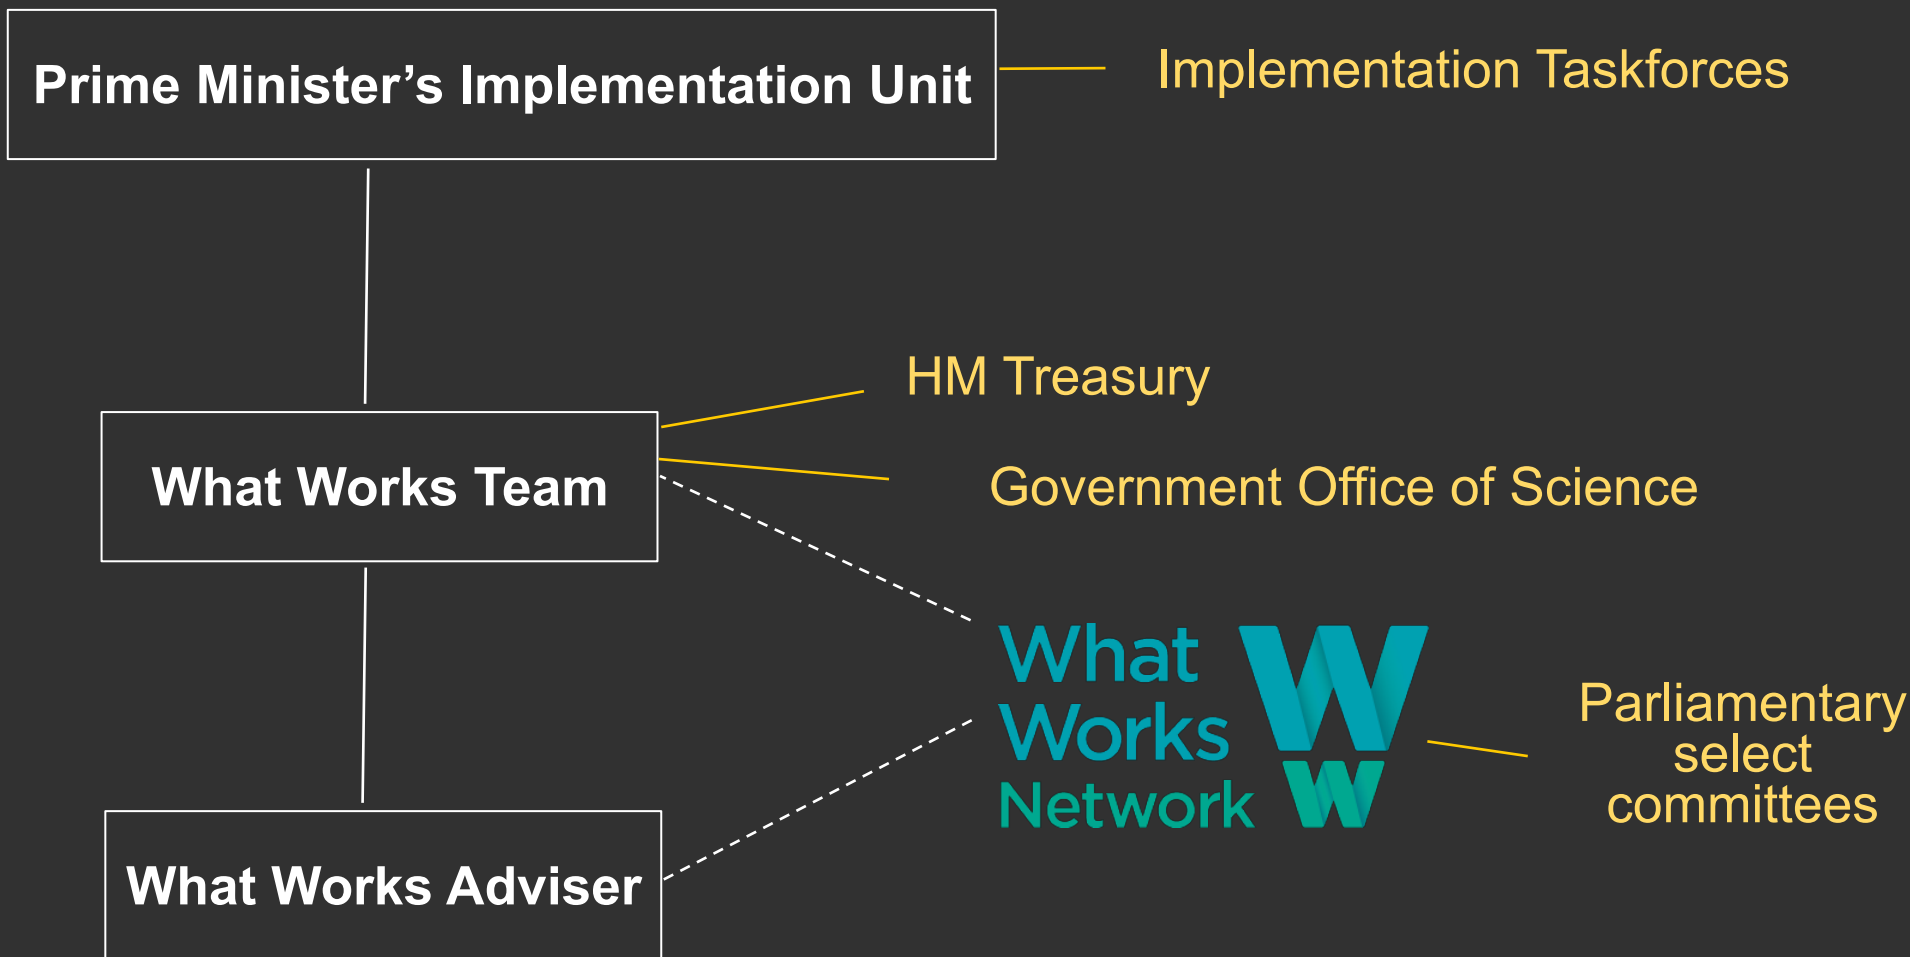 Prime Minister’s Implementation Unit
Implementation Taskforces
HM Treasury
What Works Team
Government Office of Science
What
Works
Network
Parliamentary
select
committees
What Works Adviser